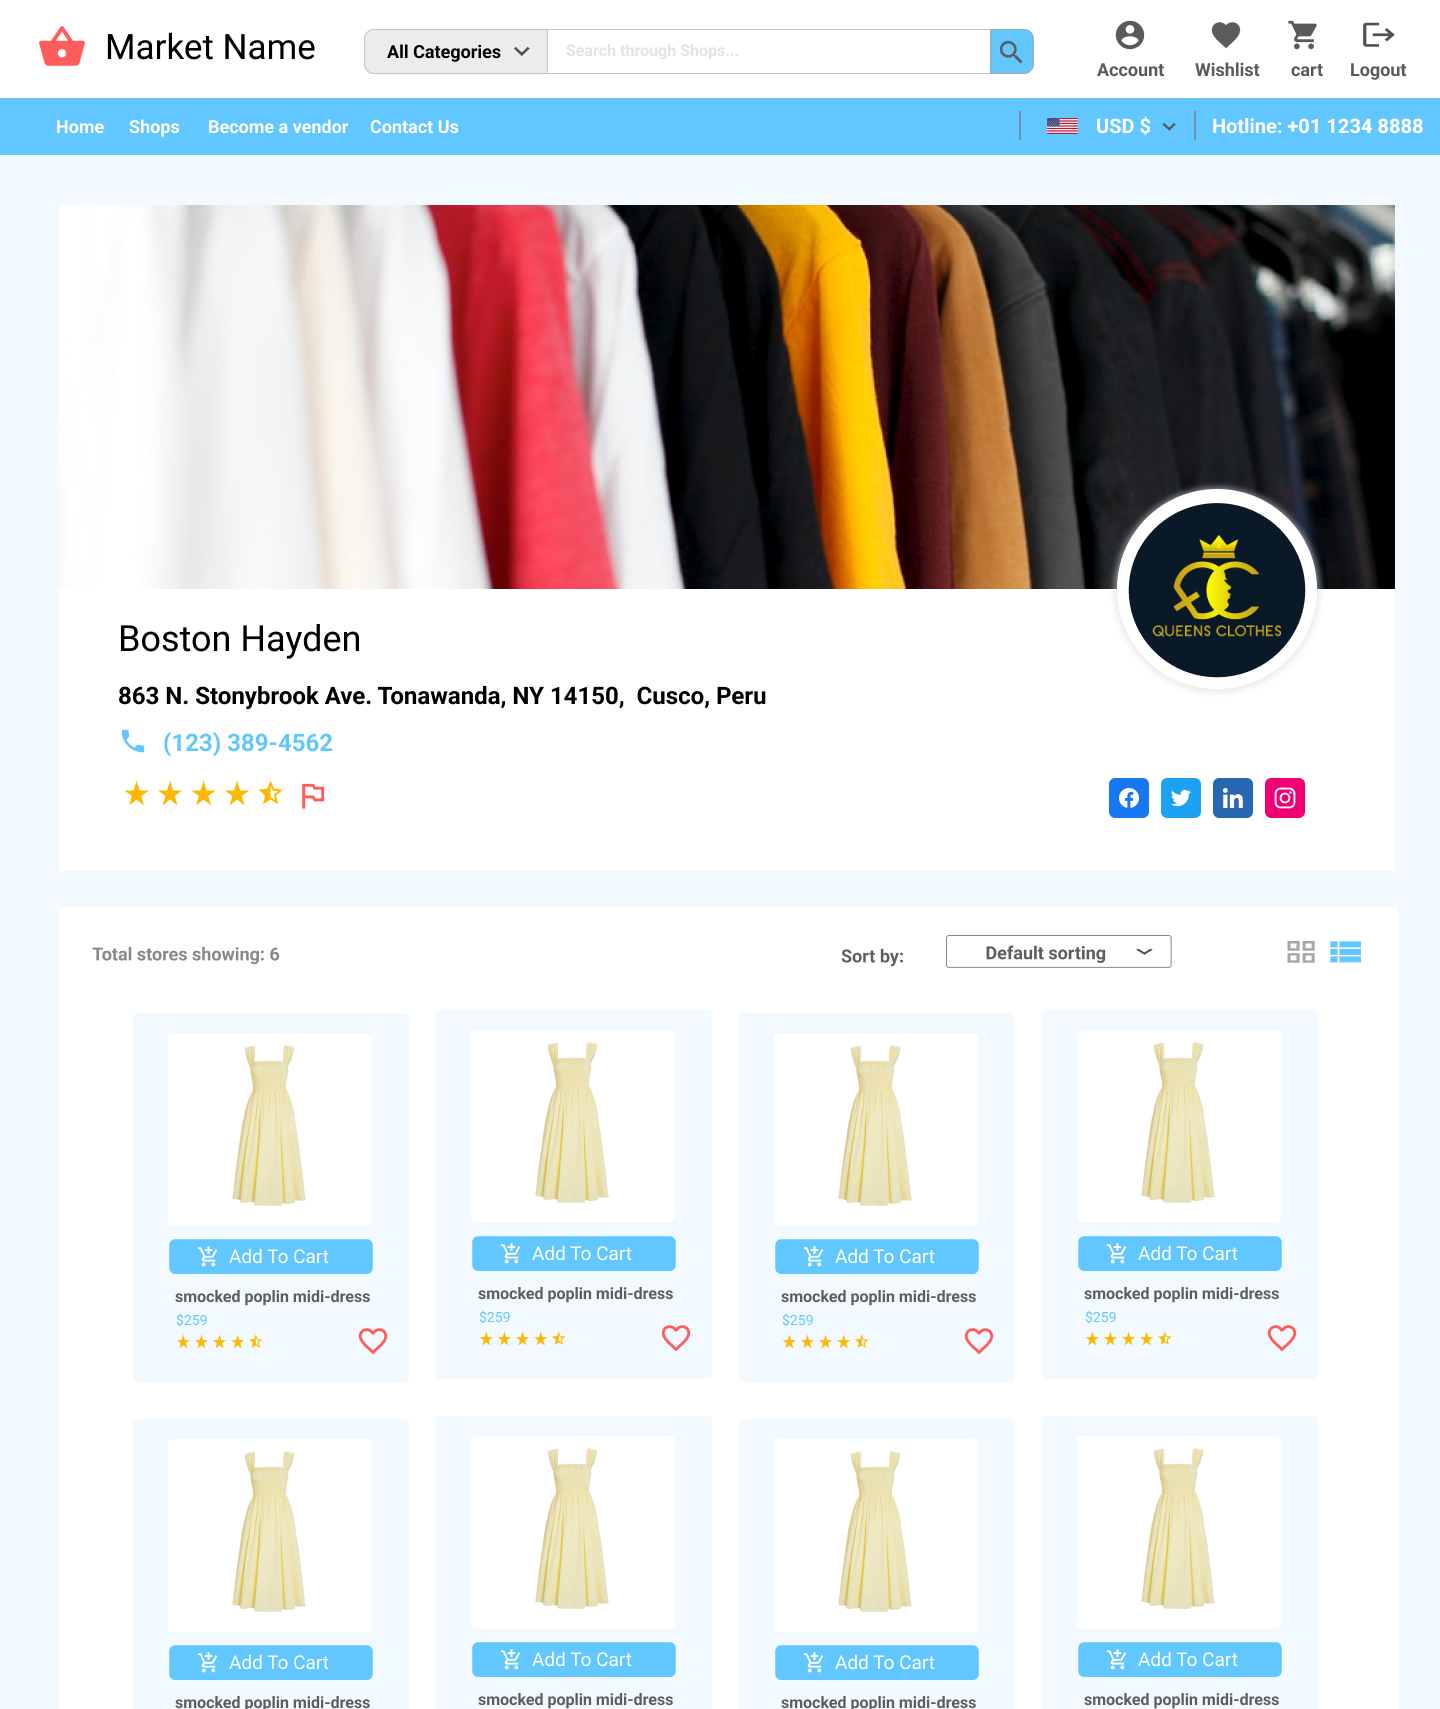 Market Name
All Categories
Search through Shops...
Account
Wishlist
cart
Logout
Home
Shops
Become a vendor
Contact Us
USD $
Hotline: +01 1234 8888
QUEENS CLOTHES
Boston Hayden
863 N. Stonybrook Ave. Tonawanda, NY 14150,  Cusco, Peru
(123) 389-4562
Total stores showing: 6
Sort by:
Default sorting
Add To Cart
smocked poplin midi-dress
$259
Add To Cart
smocked poplin midi-dress
$259
Add To Cart
smocked poplin midi-dress
$259
Add To Cart
smocked poplin midi-dress
$259
Add To Cart
smocked poplin midi-dress
Add To Cart
smocked poplin midi-dress
Add To Cart
smocked poplin midi-dress
Add To Cart
smocked poplin midi-dress